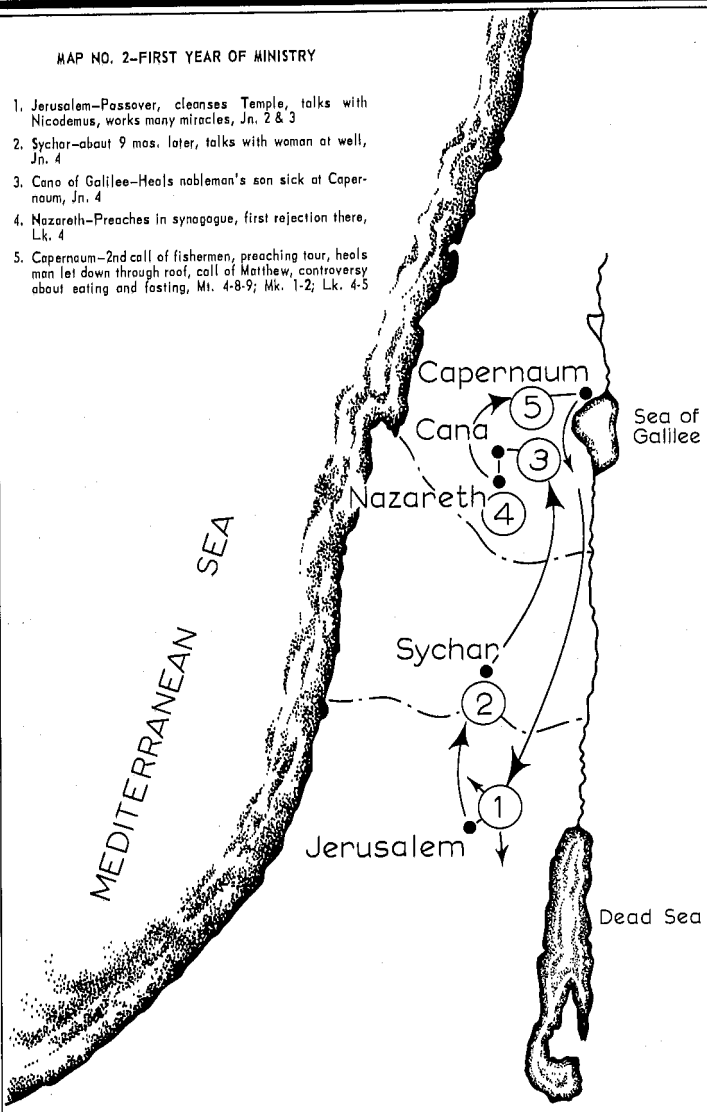 MAP NO. 2–FIRST YEAR OF MINISTRY
1. Jerusalem–Passover, cleanses Temple, talks with
Nicodemus, works many miracles, Jn. 2 & 3
2. Sychar–about 9 mos. later, talks with woman at well,
Jn. 4
3. Cana of Galilee–Heals nobleman's son sick at Caper-
naum, Jn. 4
4. Nazareth–Preaches in synagogue, first rejection there,
Lk. 4
5. Capernaum–2nd call of fishermen, preaching tour, heals
man let down through roof, call of Matthew, controversy
about eating and fasting, Mt. 4-8-9; Mk. 1-2; Lk. 4-5
Capernaum
5
Sea of
Galilee
Cana
3
Nazareth
4
MEDITERRANEAN SEA
Sychar
2
1
Jerusalem
Dead Sea